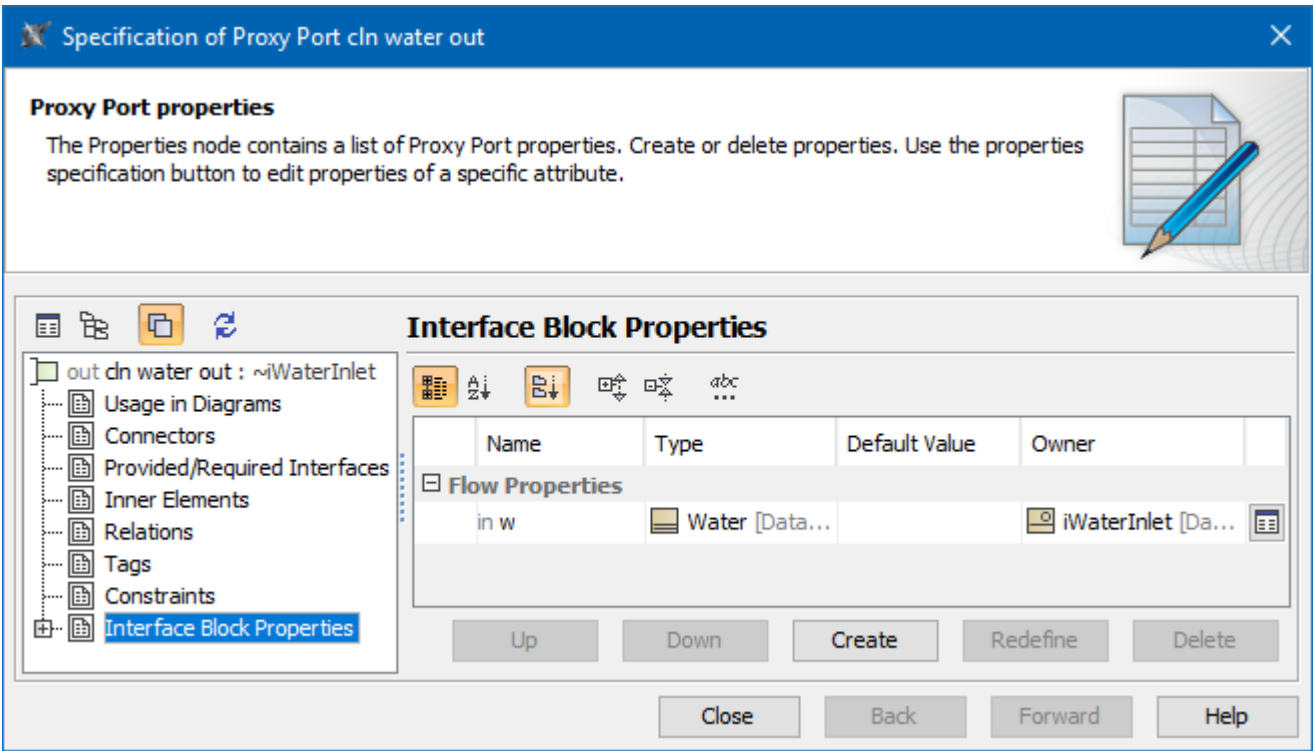 Specification of Proxy Port cln water out
Proxy Port properties
The Properties node contains a list of Proxy Port properties. Create or delete properties. Use the properties
specification button to edit properties of a specific attribute.
Interface Block Properties
out cln water out : ~iWaterInlet
Usage in Diagrams
Connectors
Provided/Required Interfaces
Inner Elements
Relations
Tags
Constraints
Interface Block Properties
A
Z
abc
...
Name Type Default Value Owner
Flow Properties
in w Water [Data... iWaterInlet [Da...
Up Down Create Redefine Delete
Close Back Forward Help